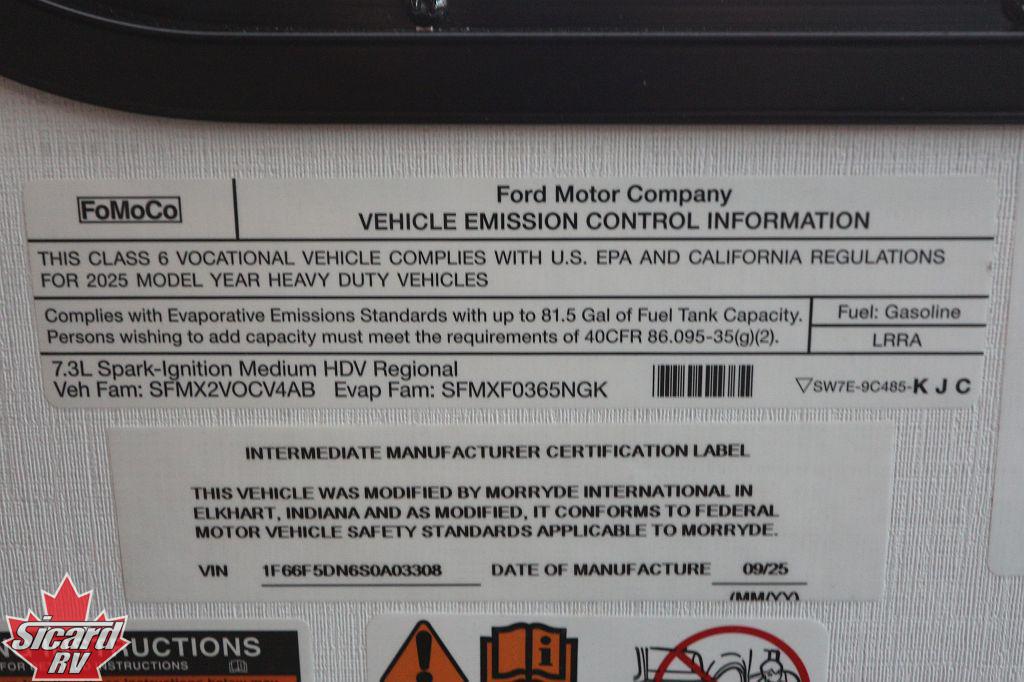 FoMoCo
Ford Motor Company
VEHICLE EMISSION CONTROL INFORMATION
THIS CLASS 6 VOCATIONAL VEHICLE COMPLIES WITH U.S. EPA AND CALIFORNIA REGULATIONS
FOR 2025 MODEL YEAR HEAVY DUTY VEHICLES
Complies with Evaporative Emissions Standards with up to 81.5 Gal of Fuel Tank Capacity.
Persons wishing to add capacity must meet the requirements of 40CFR 86.095-35(g)(2).
Fuel: Gasoline
LRRA
7.3L Spark-Ignition Medium HDV Regional
Veh Fam: SFMX2VOCV4AB Evap Fam: SFMXF0365NGK
SW7E-9C485-K J C
INTERMEDIATE MANUFACTURER CERTIFICATION LABEL
THIS VEHICLE WAS MODIFIED BY MORRYDE INTERNATIONAL IN
ELKHART, INDIANA AND AS MODIFIED, IT CONFORMS TO FEDERAL
MOTOR VEHICLE SAFETY STANDARDS APPLICABLE TO MORRYDE.
VIN 1F66F5DN6S0A03308 DATE OF MANUFACTURE 09/25
(MM/YY)
Sicard
RV
INSTRUCTIONS
INSTRUCTIONS